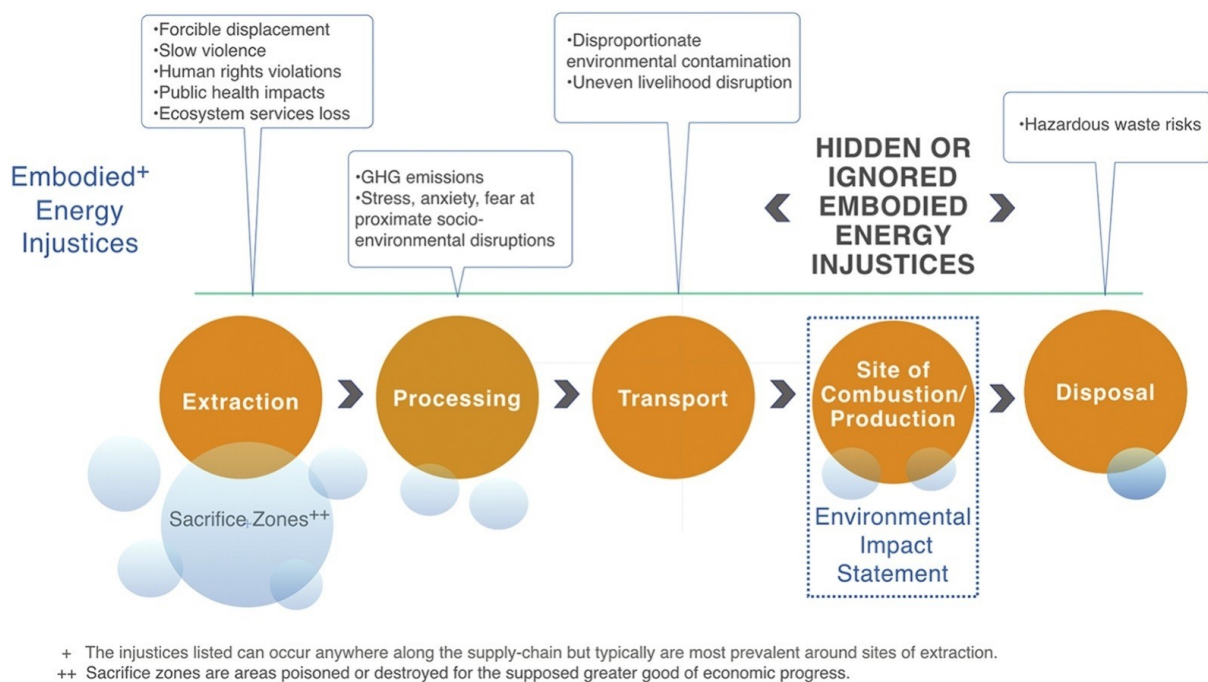 •Forcible displacement
•Slow violence
•Human rights violations
•Public health impacts
•Ecosystem services loss
•Disproportionate
environmental contamination
•Uneven livelihood disruption
•Hazardous waste risks
Embodied+
Energy
Injustices
•GHG emissions
•Stress, anxiety, fear at
proximate socio-
environmental disruptions
HIDDEN OR
IGNORED
EMBODIED
ENERGY
INJUSTICES
Extraction
Processing
Transport
Site of
Combustion/
Production
Disposal
Sacrifice Zones++
Environmental
Impact
Statement
+ The injustices listed can occur anywhere along the supply-chain but typically are most prevalent around sites of extraction.
++ Sacrifice zones are areas poisoned or destroyed for the supposed greater good of economic progress.